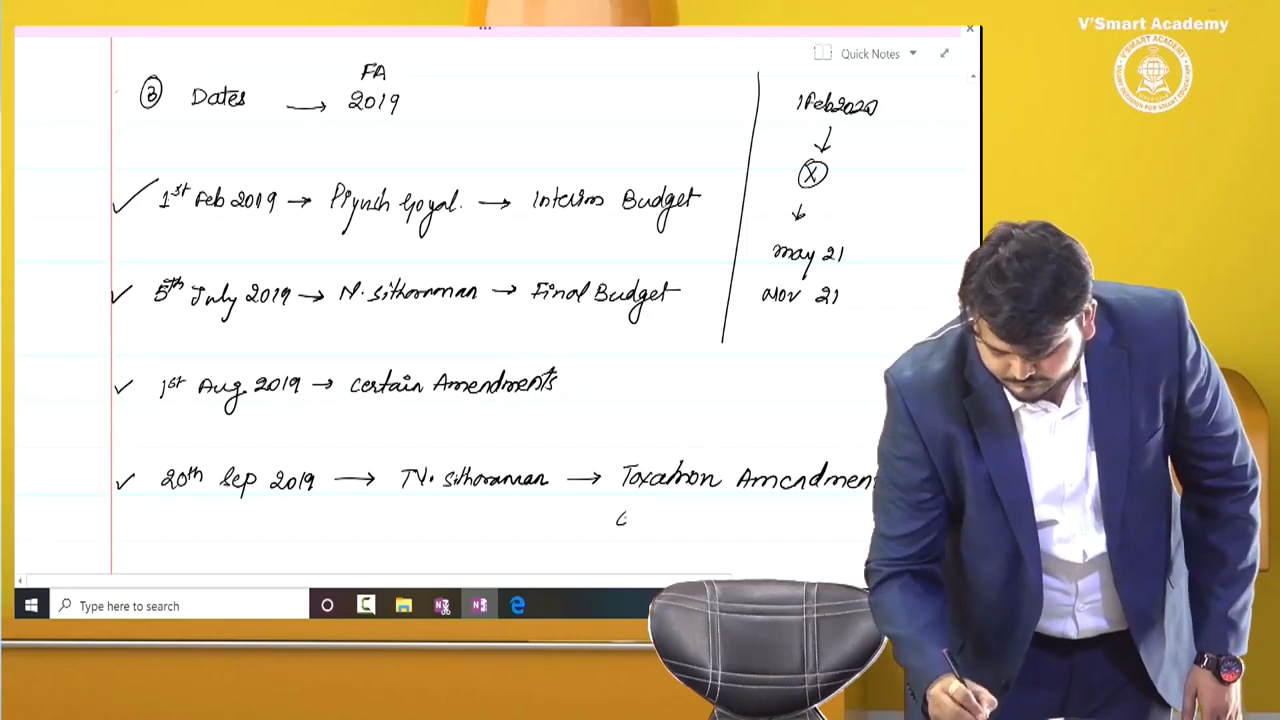 V'Smart Academy
Quick Notes
FA
3 Dates → 2019
1st Feb 2019 → Piyush Goyal. → Interim Budget
5th July 2019 → N. Sitharaman → Final Budget
1st Aug 2019 → Certain Amendments
20th Sep 2019 → N. Sitharaman → Taxation Amendment
1 Feb 2020
↓
X
↓
May 21
Nov 21
Type here to search